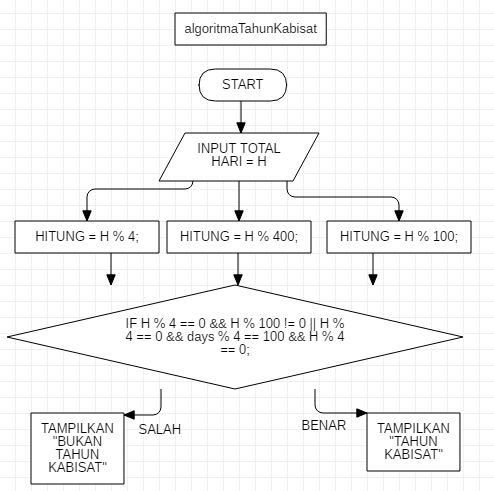 algoritmaTahunKabisat
START
INPUT TOTAL
HARI = H
HITUNG = H % 4;
HITUNG = H % 400;
HITUNG = H % 100;
IF H % 4 == 0 && H % 100 != 0 || H %
4 == 0 && days % 4 == 100 && H % 4
== 0;
SALAH
BENAR
TAMPILKAN
"BUKAN
TAHUN
KABISAT"
TAMPILKAN
"TAHUN
KABISAT"